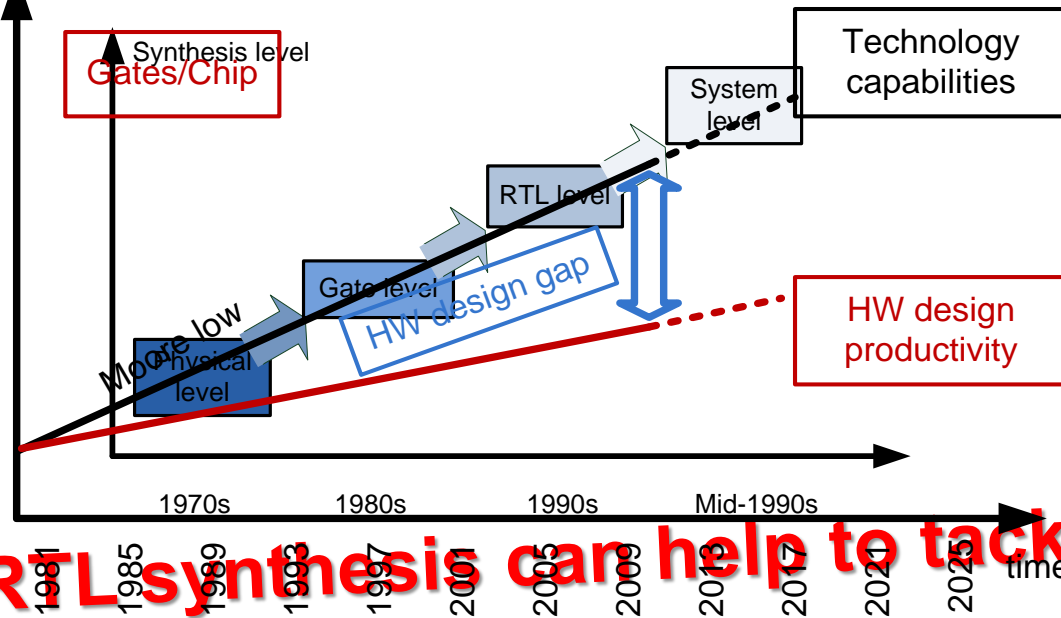 Synthesis level
Gates/Chip
Technology
capabilities
System
level
RTL level
Gate level
HW design gap
Moore low
Physical
level
HW design
productivity
1970s
1980s
1990s
Mid-1990s
RTL synthesis can help to tack
1981
1985
1989
1993
1997
2001
2005
2009
2013
2017
2021
2025
time